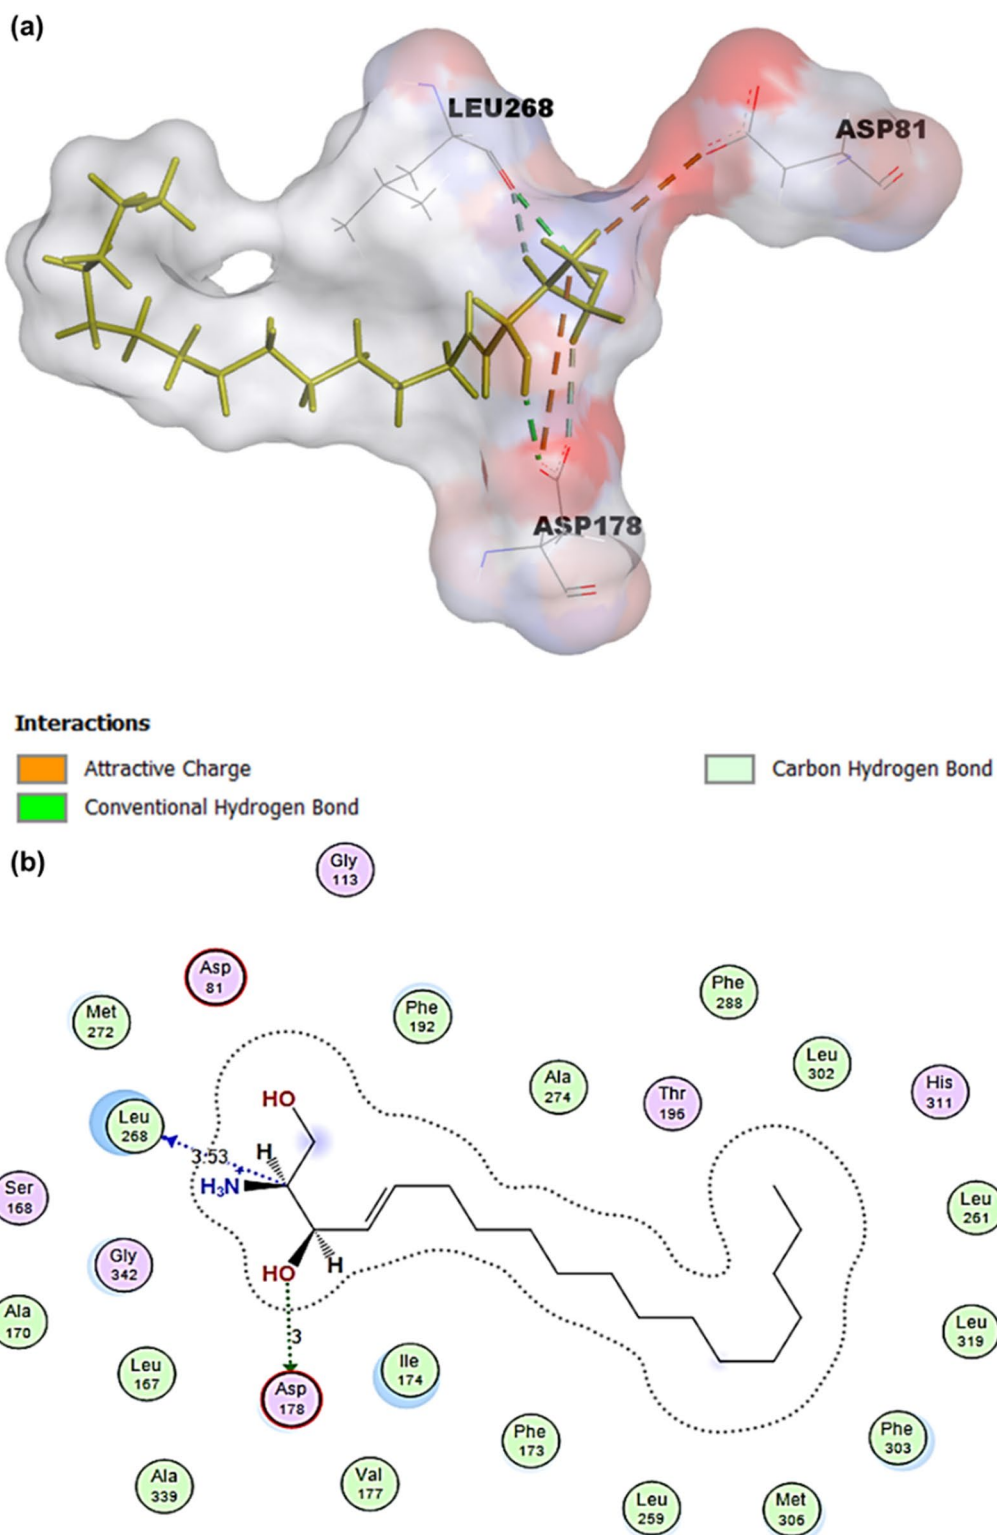 (a)
LEU268
ASP81
ASP178
Interactions
Attractive Charge
Carbon Hydrogen Bond
Conventional Hydrogen Bond
(b)
Gly
113
Asp
81
Met
272
Phe
192
Phe
288
Leu
302
Ala
274
Thr
196
His
311
Leu
268
HO
3.53
H
H₃N
Ser
168
Leu
261
Gly
342
HO
H
Ala
170
Leu
319
3
Leu
167
Ile
174
Asp
178
Phe
173
Phe
303
Ala
339
Val
177
Leu
259
Met
306